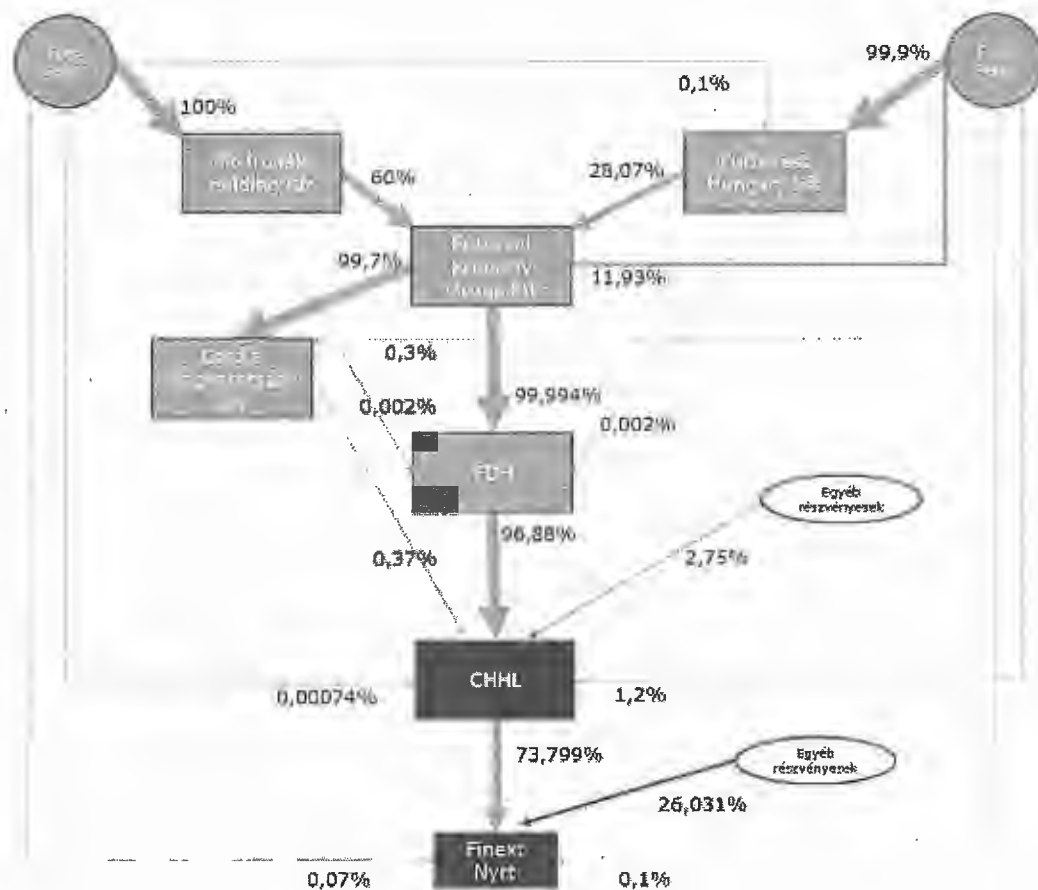 99,9%
0,1%
100%
60%
28,07%
99,7%
11,93%
0,3%
0,002%
99,994%
0,002%
FDH
Egyéb
részvényesek
96,88%
0,37%
2,75%
CHHL
0,00074%
1,2%
73,799%
Egyéb
részvényesek
26,031%
Finext
Nyrt
0,07%
0,1%